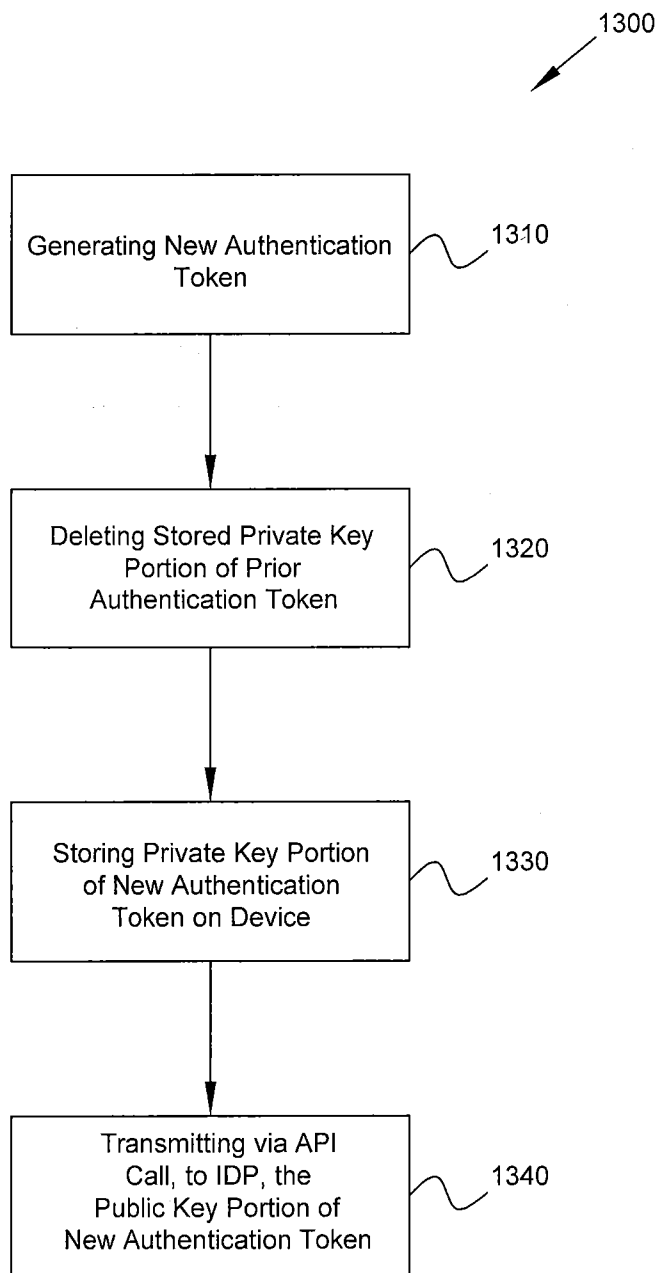 1300
Generating New Authentication
Token
1310
Deleting Stored Private Key
Portion of Prior
Authentication Token
1320
Storing Private Key Portion
of New Authentication
Token on Device
1330
Transmitting via API
Call, to IDP, the
Public Key Portion of
New Authentication Token
1340